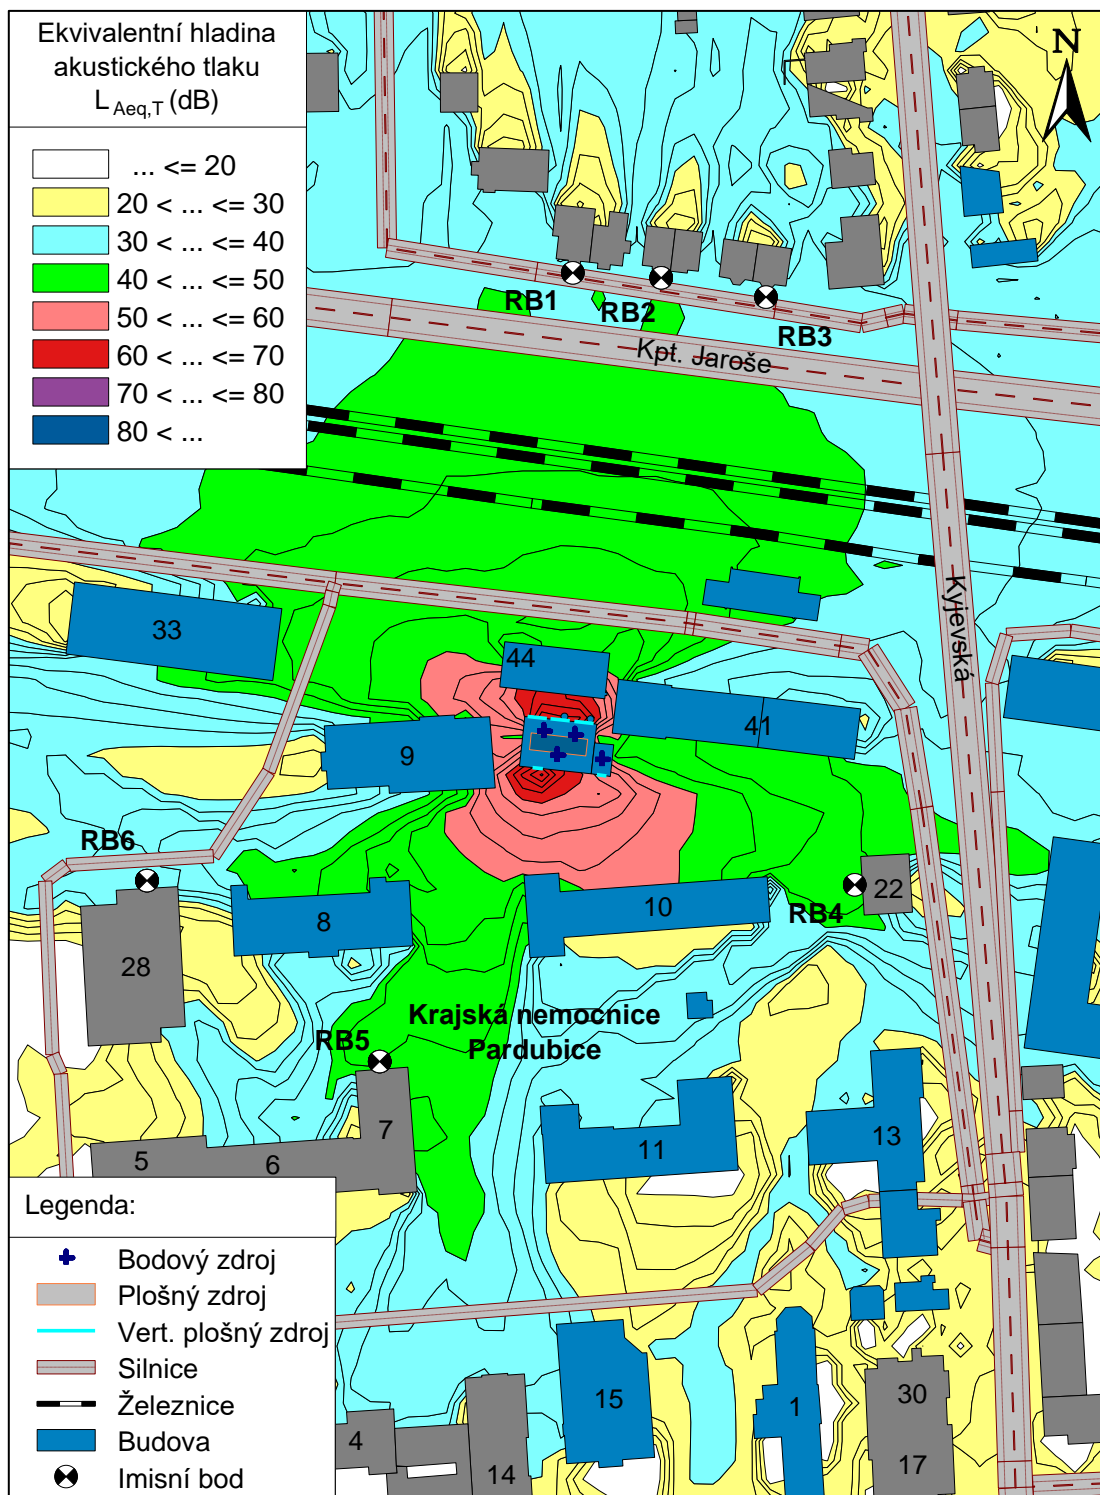 Ekvivalentní hladina
akustického tlaku
L Aeq,T (dB)
... <= 20
20 < ... <= 30
30 < ... <= 40
40 < ... <= 50
50 < ... <= 60
60 < ... <= 70
70 < ... <= 80
80 < ...
N
RB1
RB2
RB3
Kpt. Jaroše
Kyjevská
33
44
41
9
RB6
8
10
RB4
22
28
Krajská nemocnice
Pardubice
RB5
7
5
6
11
13
Legenda:
Bodový zdroj
Plošný zdroj
Vert. plošný zdroj
Silnice
Železnice
Budova
Imisní bod
15
1
30
4
14
17